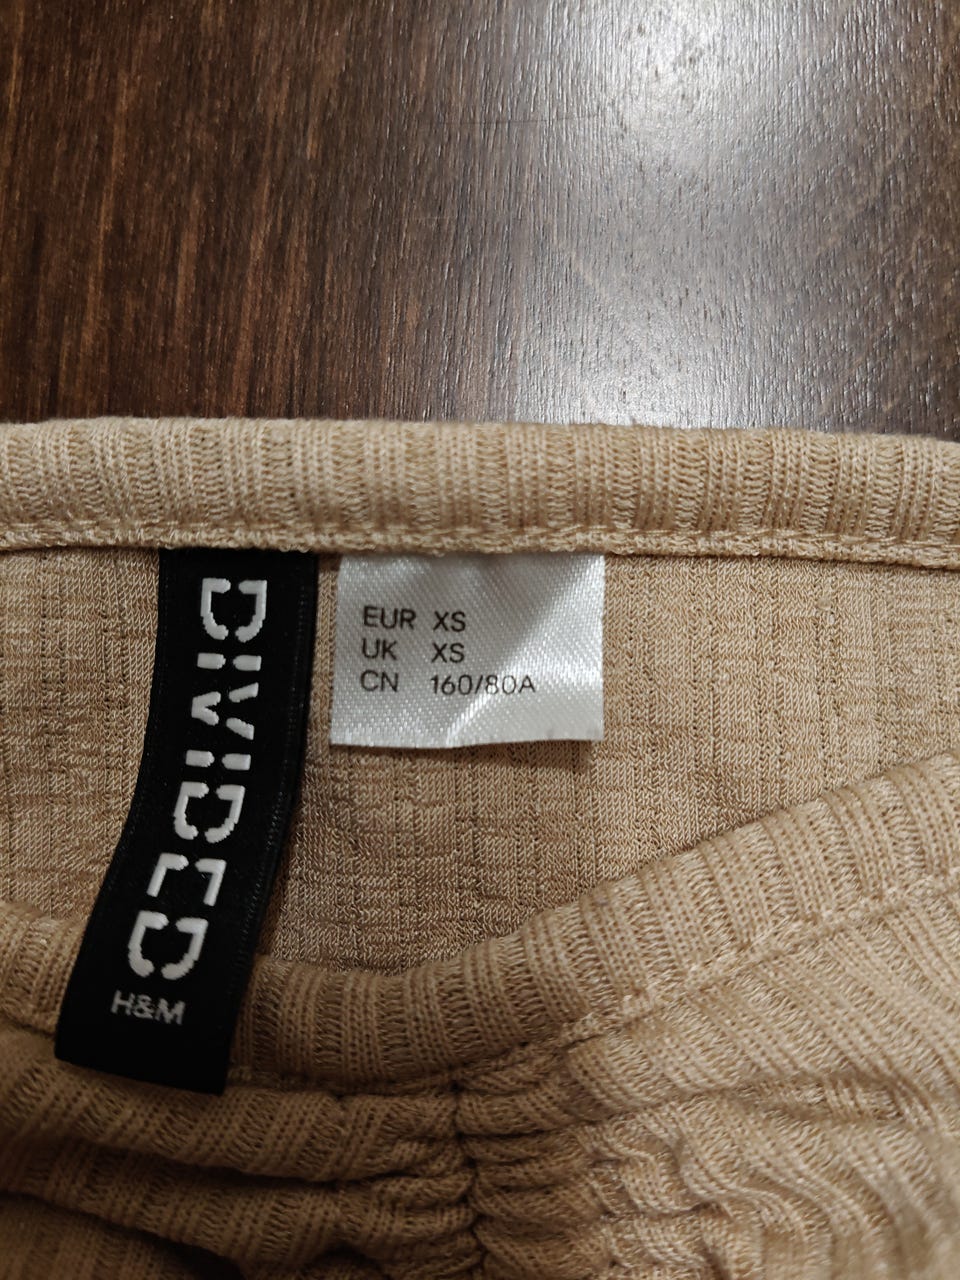 DIVIDED
H&M
EUR XS
UK XS
CN 160/80A